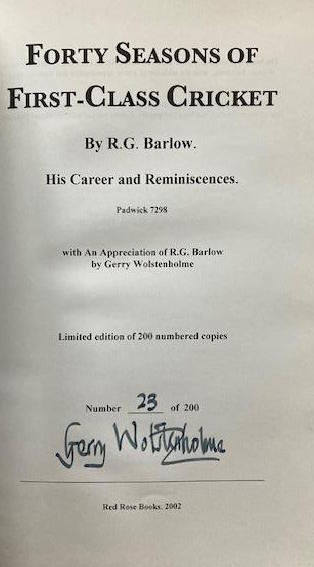 FORTY SEASONS OF
FIRST-CLASS CRICKET
By R.G. Barlow.
His Career and Reminiscences.
Padwick 7298
with An Appreciation of R.G. Barlow
by Gerry Wolstenholme
Limited edition of 200 numbered copies
Number 23 of 200
Gerry Wolstenholme
Red Rose Books. 2002